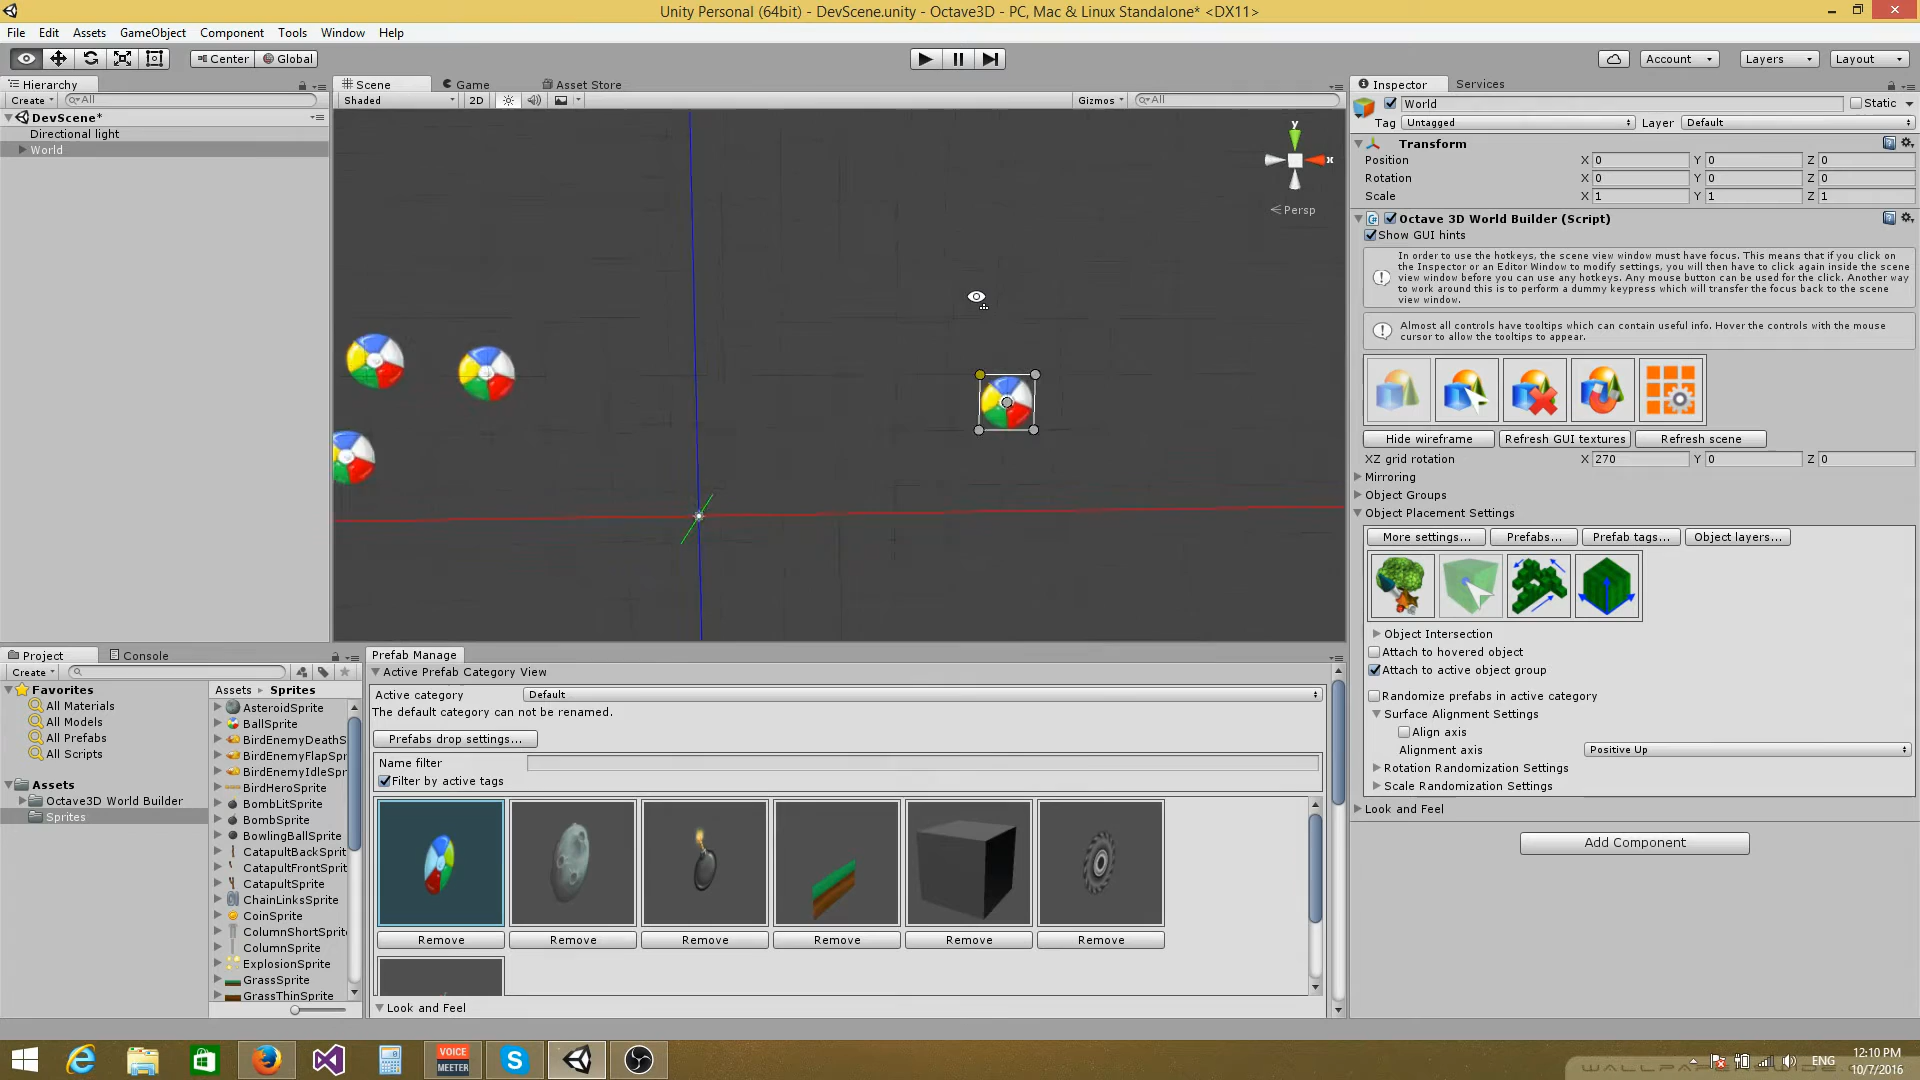 Unity Personal (64bit) - DevScene.unity - Octave3D - PC, Mac & Linux Standalone* <DX11>
File Edit Assets GameObject Component Tools Window Help
Center Global Account Layers Layout
Hierarchy
Create All
DevScene*
Directional light
World
Scene Game Asset Store
Shaded 2D Gizmos All
y
x
Persp
Inspector Services
World Static
Tag Untagged Layer Default
Transform
Position X 0 Y 0 Z 0
Rotation X 0 Y 0 Z 0
Scale X 1 Y 1 Z 1
Octave 3D World Builder (Script)
Show GUI hints
In order to use the hotkeys, the scene view window must have focus. This means that if you click on
the Inspector or an Editor Window to modify settings, you will then have to click again inside the scene
view window before you can use any hotkeys. Any mouse button can be used for the click. Another way
to work around this is to perform a dummy keypress which will transfer the focus back to the scene
view window.
Almost all controls have tooltips which can contain useful info. Hover the controls with the mouse
cursor to allow the tooltips to appear.
Hide wireframe Refresh GUI textures Refresh scene
XZ grid rotation X 270 Y 0 Z 0
Mirroring
Object Groups
Object Placement Settings
More settings... Prefabs... Prefab tags... Object layers...
Object Intersection
Attach to hovered object
Attach to active object group
Randomize prefabs in active category
Surface Alignment Settings
Align axis
Alignment axis Positive Up
Rotation Randomization Settings
Scale Randomization Settings
Look and Feel
Add Component
Project Console
Create
Favorites
All Materials
All Models
All Prefabs
All Scripts
Assets
Octave3D World Builder
Sprites
Assets Sprites
AsteroidSprite
BallSprite
BirdEnemyDeathS
BirdEnemyFlapSpr
BirdEnemyIdleSpr
BirdHeroSprite
BombLitSprite
BombSprite
BowlingBallSprite
CatapultBackSprit
CatapultFrontSprit
CatapultSprite
ChainLinksSprite
CoinSprite
ColumnShortSprit
ColumnSprite
ExplosionSprite
GrassSprite
GrassThinSprite
Prefab Manage
Active Prefab Category View
Active category Default
The default category can not be renamed.
Prefabs drop settings...
Name filter
Filter by active tags
Remove Remove Remove Remove Remove Remove
Look and Feel
VOICE
MEETER
ENG
12:10 PM
10/7/2016